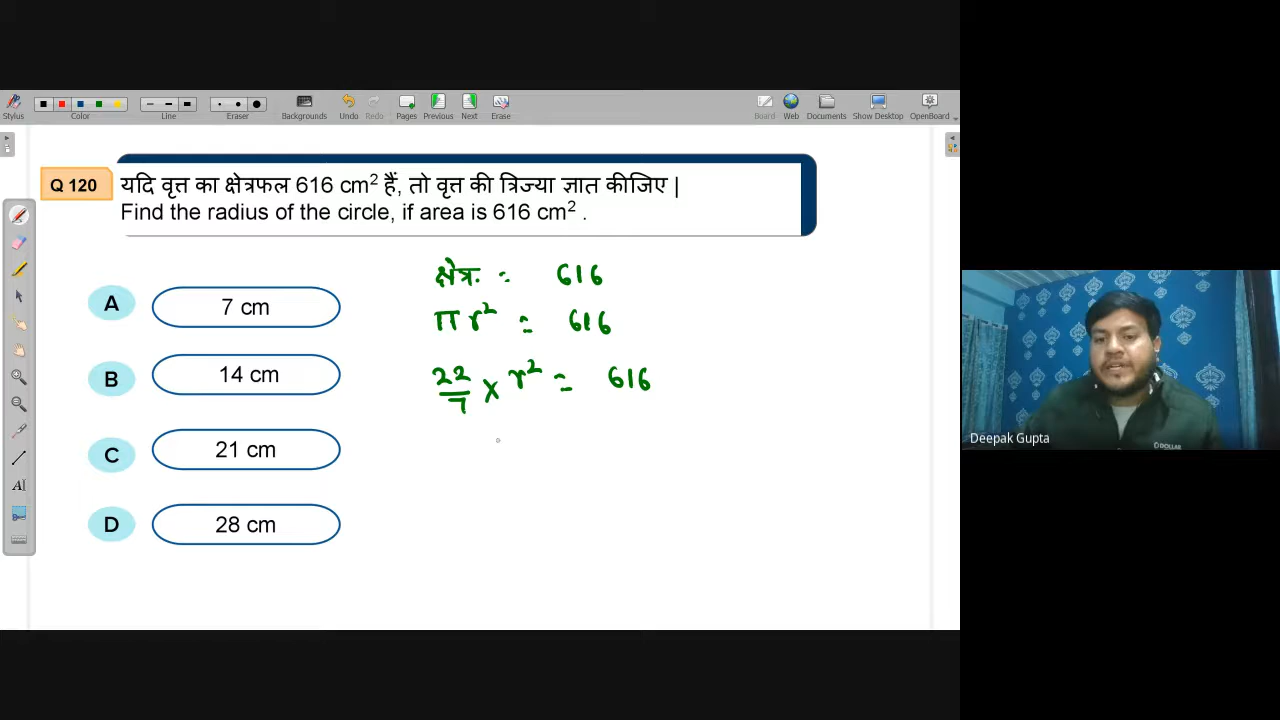 Stylus
Color
Line
Eraser
Backgrounds
Undo
Redo
Pages
Previous
Next
Erase
Board
Web
Documents
Show Desktop
OpenBoard
Q 120
यदि वृत्त का क्षेत्रफल 616 cm² हैं, तो वृत्त की त्रिज्या ज्ञात कीजिए |
Find the radius of the circle, if area is 616 cm² .
A 7 cm
B 14 cm
C 21 cm
D 28 cm
क्षेत्र. = 616
πr² = 616
22/7 × r² = 616
Deepak Gupta
DOLLAR